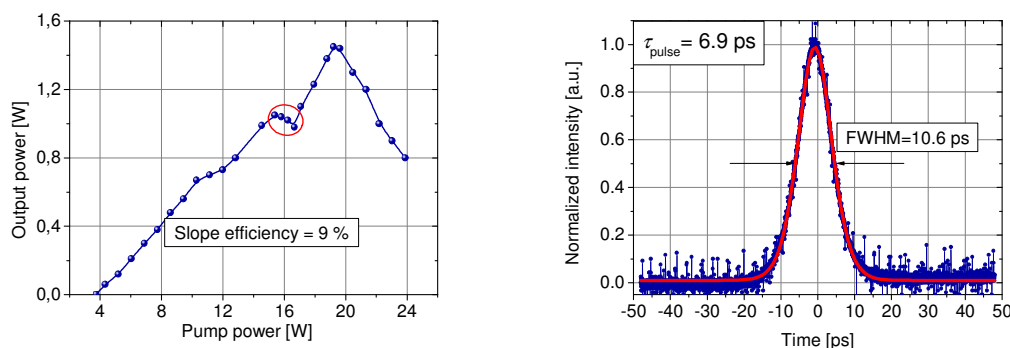 1,6
1,2
0,8
0,4
0,0
Output power [W]
Slope efficiency = 9 %
4 8 12 16 20 24
Pump power [W]
1.0
0.8
0.6
0.4
0.2
0.0
Normalized intensity [a.u.]
τpulse= 6.9 ps
FWHM=10.6 ps
-50 -40 -30 -20 -10 0 10 20 30 40 50
Time [ps]